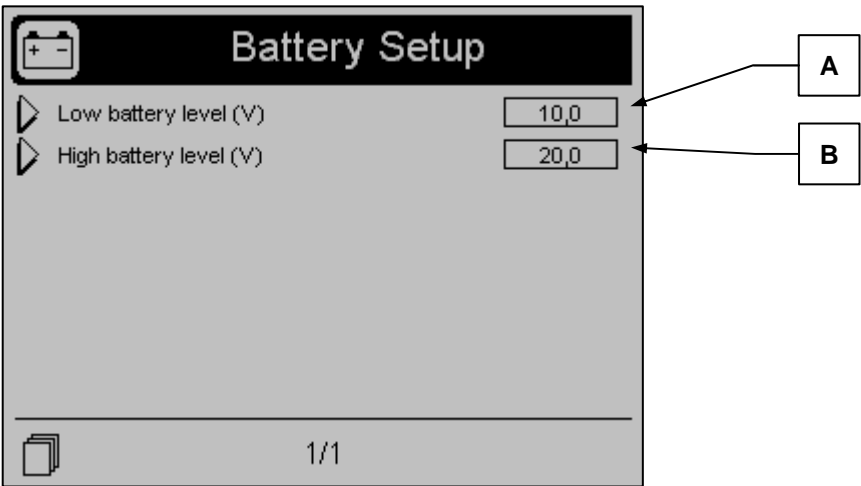 Battery Setup
A
Low battery level (V) 10,0
High battery level (V) 20,0
B
1/1